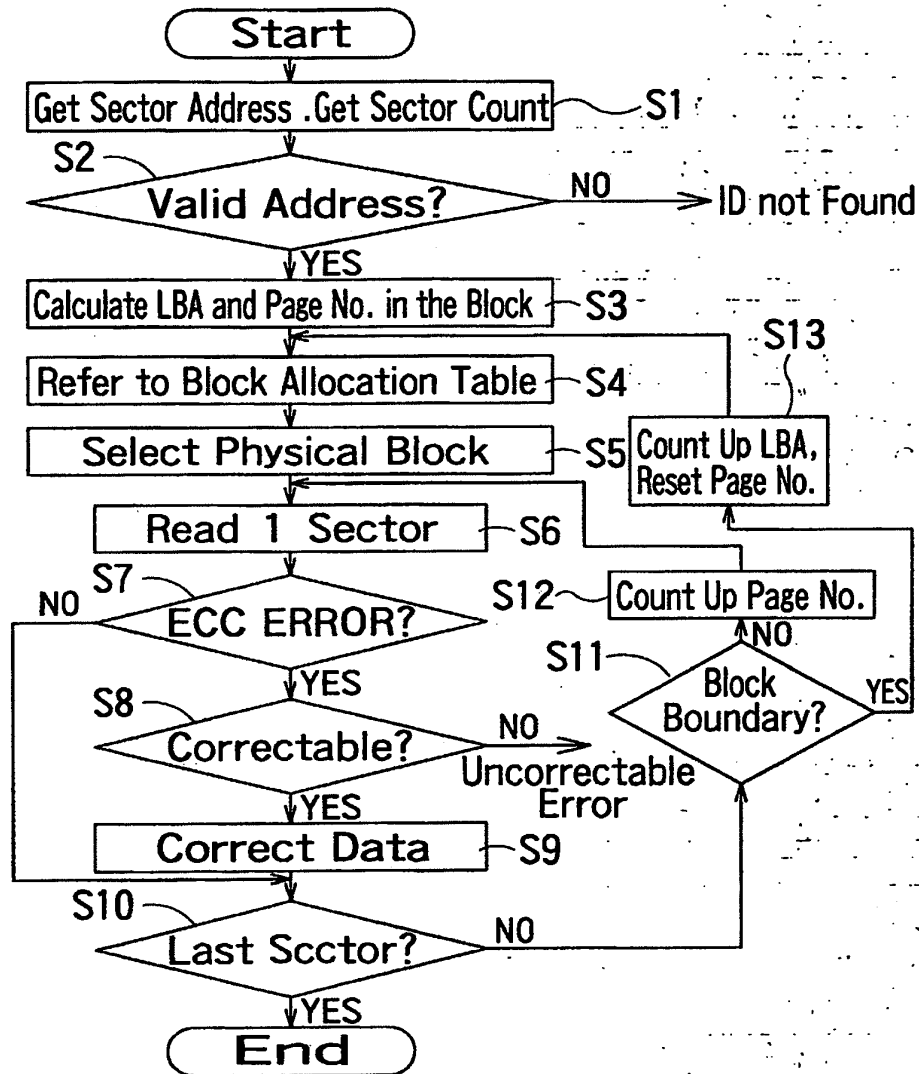 Start
Get Sector Address .Get Sector Count
S1
S2
Valid Address?
NO
ID not Found
YES
Calculate LBA and Page No. in the Block
S3
S13
Refer to Block Allocation Table
S4
Select Physical Block
S5
Count Up LBA,
Reset Page No.
Read 1 Sector
S6
S7
NO
ECC ERROR?
S12
Count Up Page No.
NO
YES
S11
Block
Boundary?
YES
S8
Correctable?
NO
Uncorrectable
Error
YES
Correct Data
S9
S10
Last Scctor?
NO
YES
End